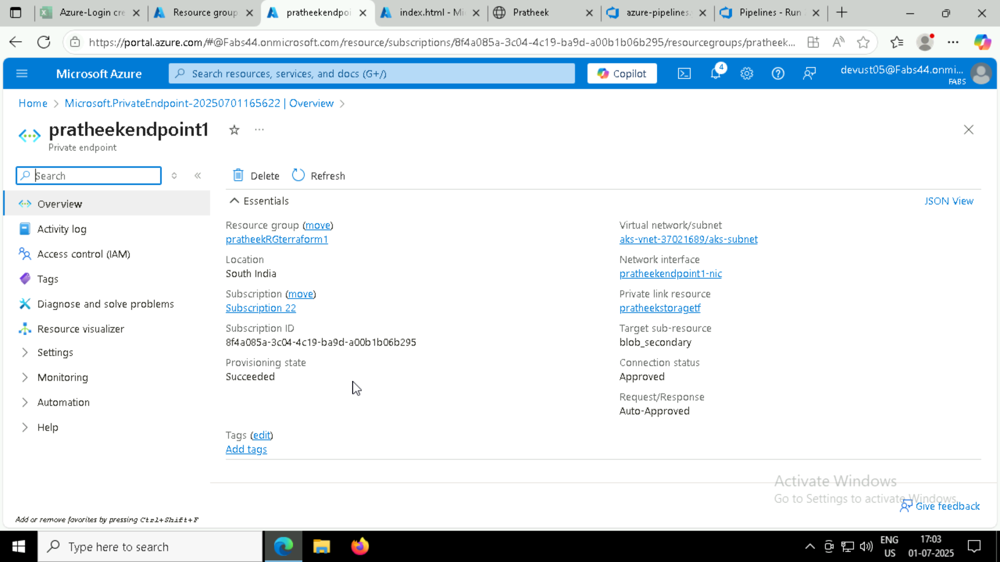 Azure-Login cre
Resource group
pratheekendpoi
index.html - Mi
Pratheek
azure-pipelines.
Pipelines - Run
https://portal.azure.com/#@Fabs44.onmicrosoft.com/resource/subscriptions/8f4a085a-3c04-4c19-ba9d-a00b1b06b295/resourcegroups/pratheek...
Microsoft Azure
Search resources, services, and docs (G+/)
Copilot
4
devust05@Fabs44.onmi...
FABS
Home > Microsoft.PrivateEndpoint-20250701165622 | Overview >
pratheekendpoint1
Private endpoint
Search
Delete
Refresh
Overview
Activity log
Access control (IAM)
Tags
Diagnose and solve problems
Resource visualizer
Settings
Monitoring
Automation
Help
Essentials
JSON View
Resource group (move)
pratheekRGterraform1
Location
South India
Subscription (move)
Subscription 22
Subscription ID
8f4a085a-3c04-4c19-ba9d-a00b1b06b295
Provisioning state
Succeeded
Virtual network/subnet
aks-vnet-37021689/aks-subnet
Network interface
pratheekendpoint1-nic
Private link resource
pratheekstoragetf
Target sub-resource
blob_secondary
Connection status
Approved
Request/Response
Auto-Approved
Tags (edit)
Add tags
Activate Windows
Go to Settings to activate Windows.
Give feedback
Add or remove favorites by pressing Ctrl+Shift+F
Type here to search
ENG
US
17:03
01-07-2025